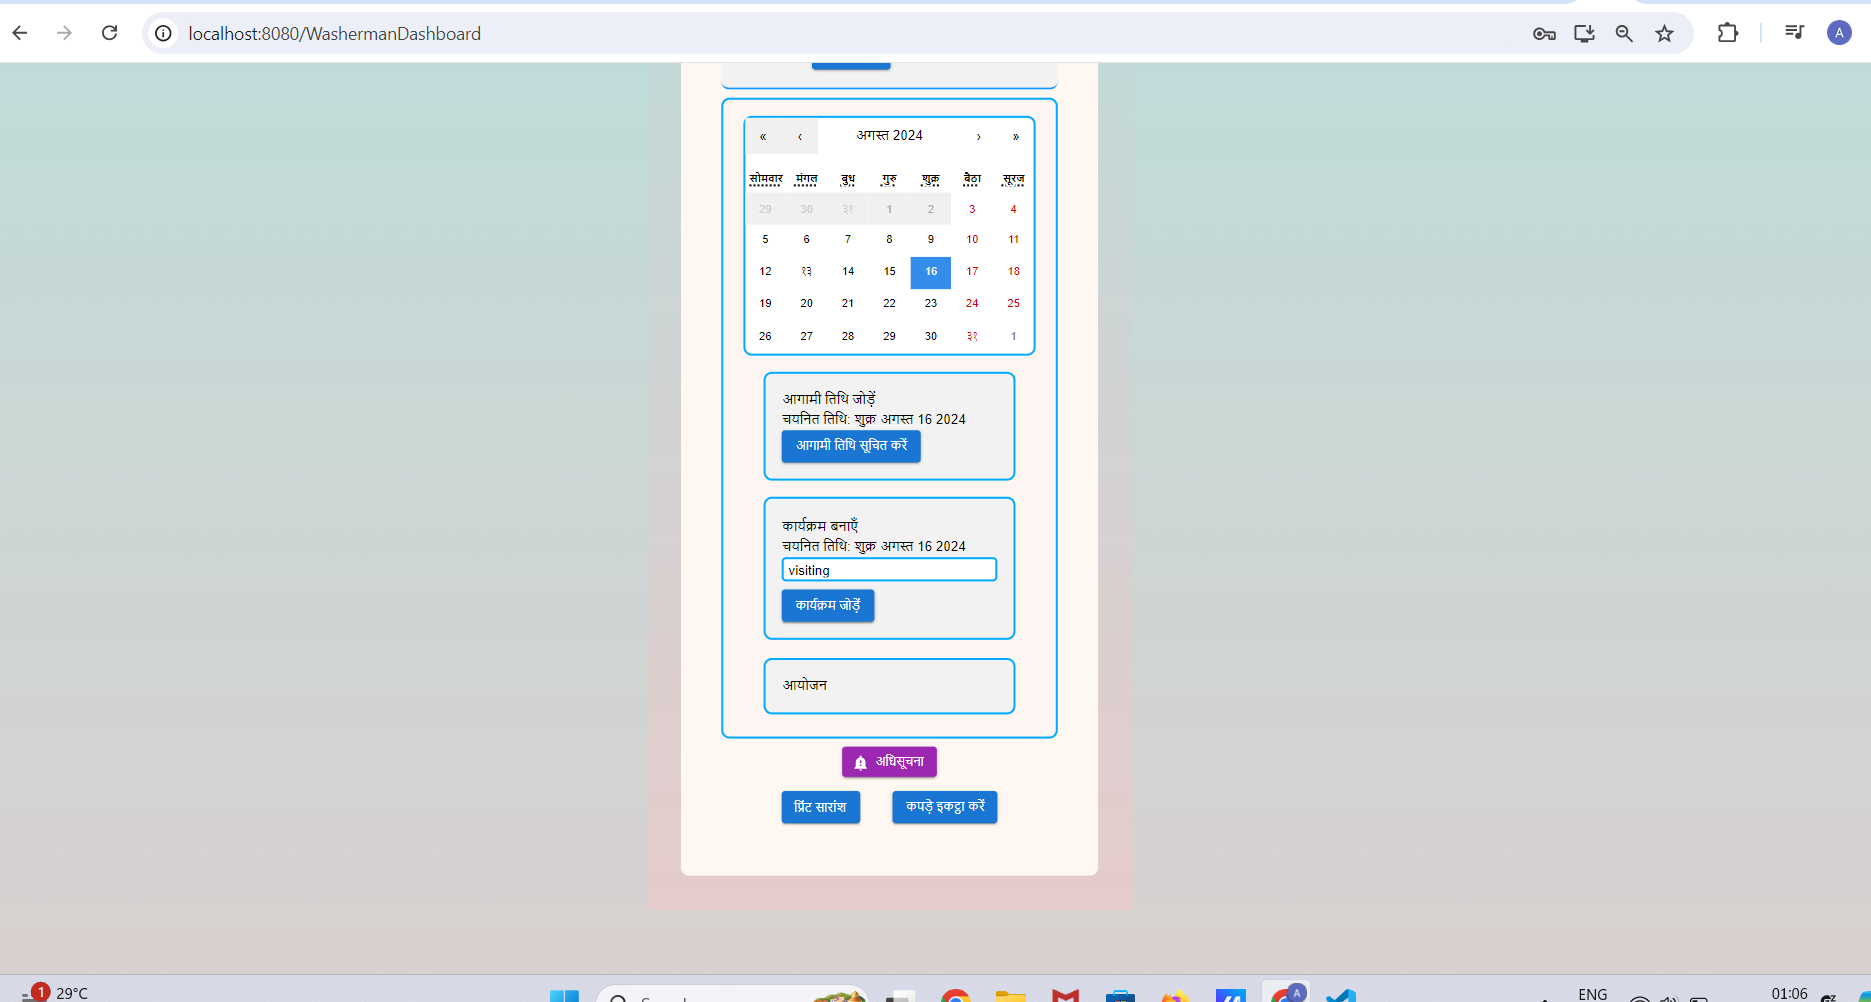 localhost:8080/WashermanDashboard
A
« ‹ अगस्त 2024 › »
सोमवार मंगल बुध गुरु शुक्र बैठा सूरज
29 30 ३१ 1 2 3 4
5 6 7 8 9 10 11
12 १३ 14 15 16 17 18
19 20 21 22 23 24 25
26 27 28 29 30 ३१ 1
आगामी तिथि जोड़ें
चयनित तिथि: शुक्र अगस्त 16 2024
आगामी तिथि सूचित करें
कार्यक्रम बनाएँ
चयनित तिथि: शुक्र अगस्त 16 2024
visiting
कार्यक्रम जोड़ें
आयोजन
अधिसूचना
प्रिंट सारांश कपड़े इकट्ठा करें
1 29°C A ENG 01:06